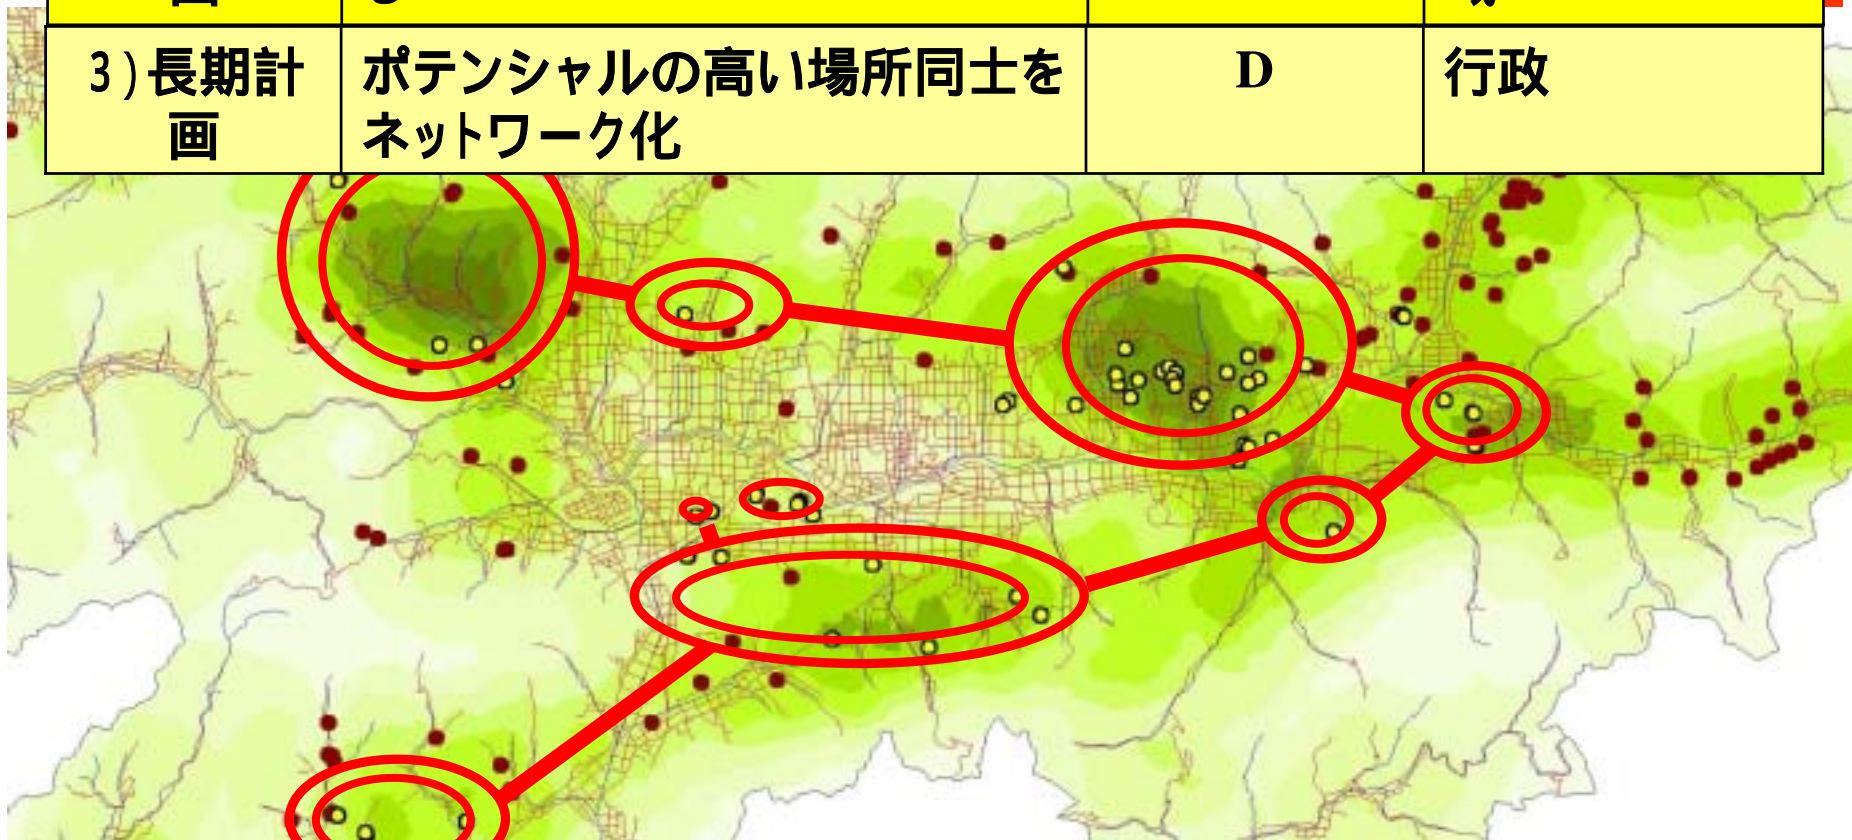 3)長期計
画
ポテンシャルの高い場所同士を
ネットワーク化
D
行政